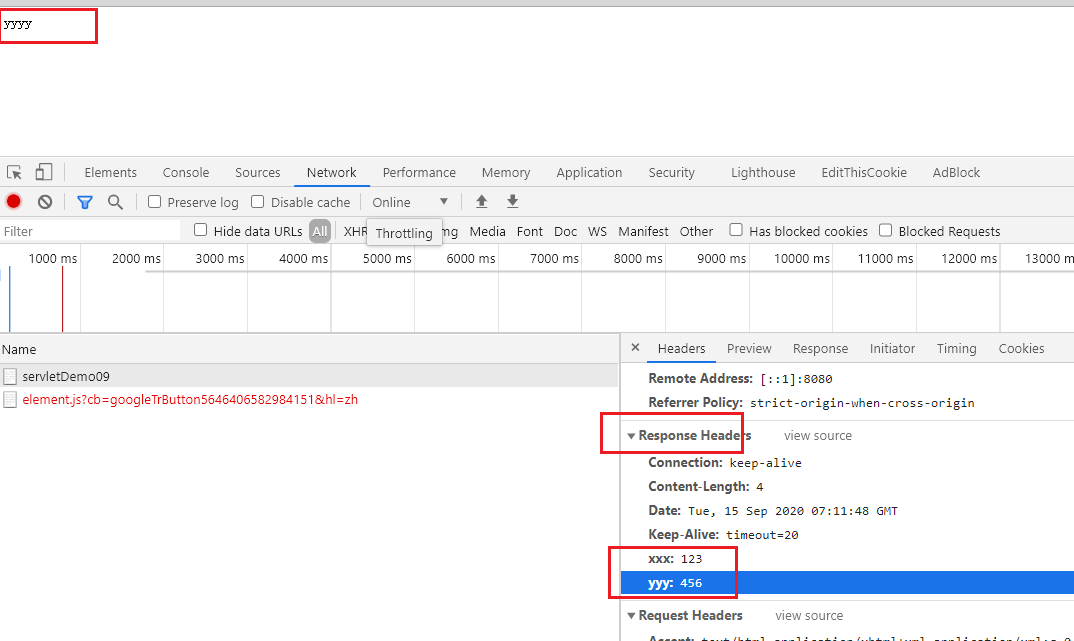 yyyy
Elements Console Sources Network Performance Memory Application Security Lighthouse EditThisCookie AdBlock
Preserve log Disable cache Online
Filter Hide data URLs All XHR Throttling mg Media Font Doc WS Manifest Other Has blocked cookies Blocked Requests
1000 ms 2000 ms 3000 ms 4000 ms 5000 ms 6000 ms 7000 ms 8000 ms 9000 ms 10000 ms 11000 ms 12000 ms 13000 m
Name
servletDemo09
element.js?cb=googleTrButton5646406582984151&hl=zh
× Headers Preview Response Initiator Timing Cookies
Remote Address: [::1]:8080
Referrer Policy: strict-origin-when-cross-origin
Response Headers view source
Connection: keep-alive
Content-Length: 4
Date: Tue, 15 Sep 2020 07:11:48 GMT
Keep-Alive: timeout=20
xxx: 123
yyy: 456
Request Headers view source